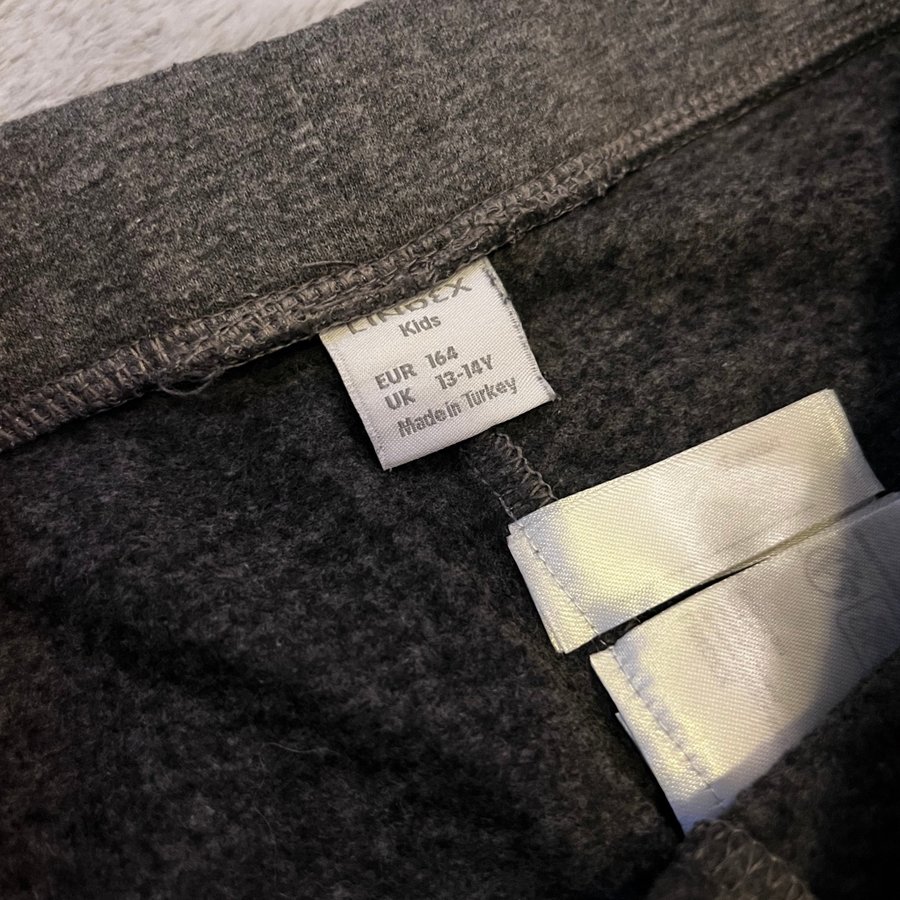 LINDEX
Kids
EUR 164
UK 13-14Y
Made in Turkey